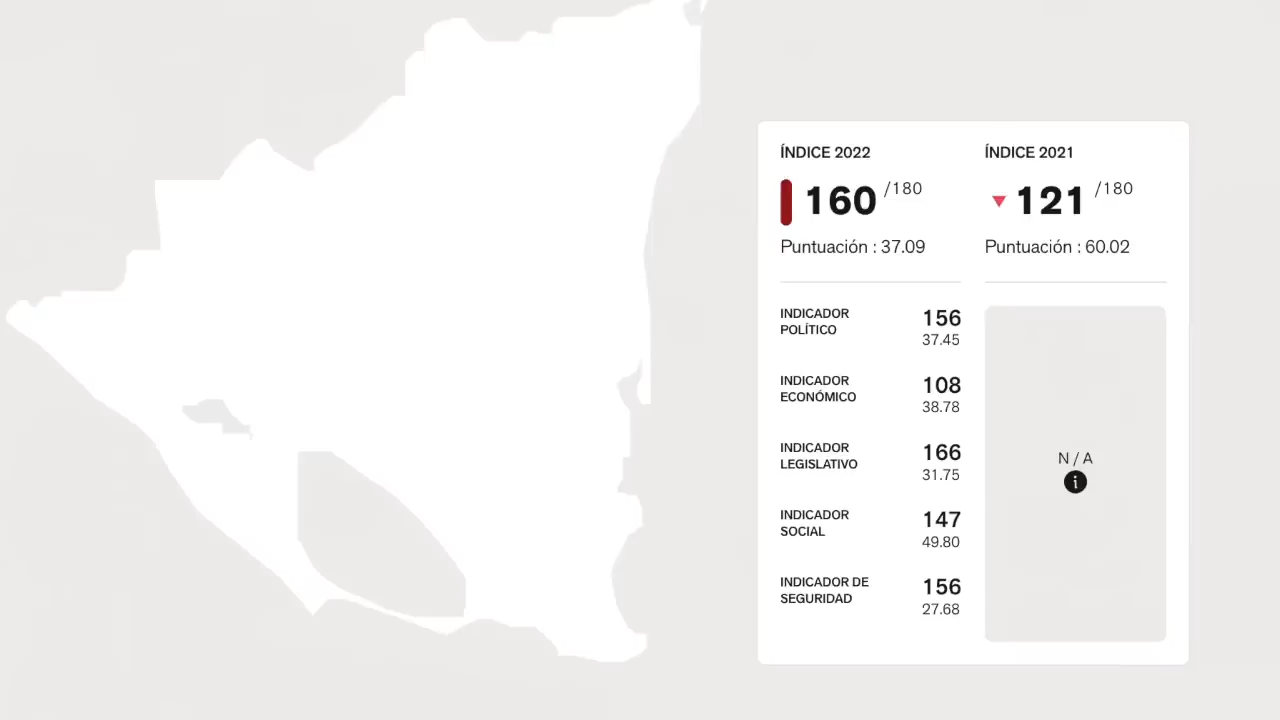 ÍNDICE 2022
160 /180
Puntuación : 37.09
ÍNDICE 2021
121 /180
Puntuación : 60.02
INDICADOR
POLÍTICO
156
37.45
INDICADOR
ECONÓMICO
108
38.78
INDICADOR
LEGISLATIVO
166
31.75
INDICADOR
SOCIAL
147
49.80
INDICADOR DE
SEGURIDAD
156
27.68
N / A
i